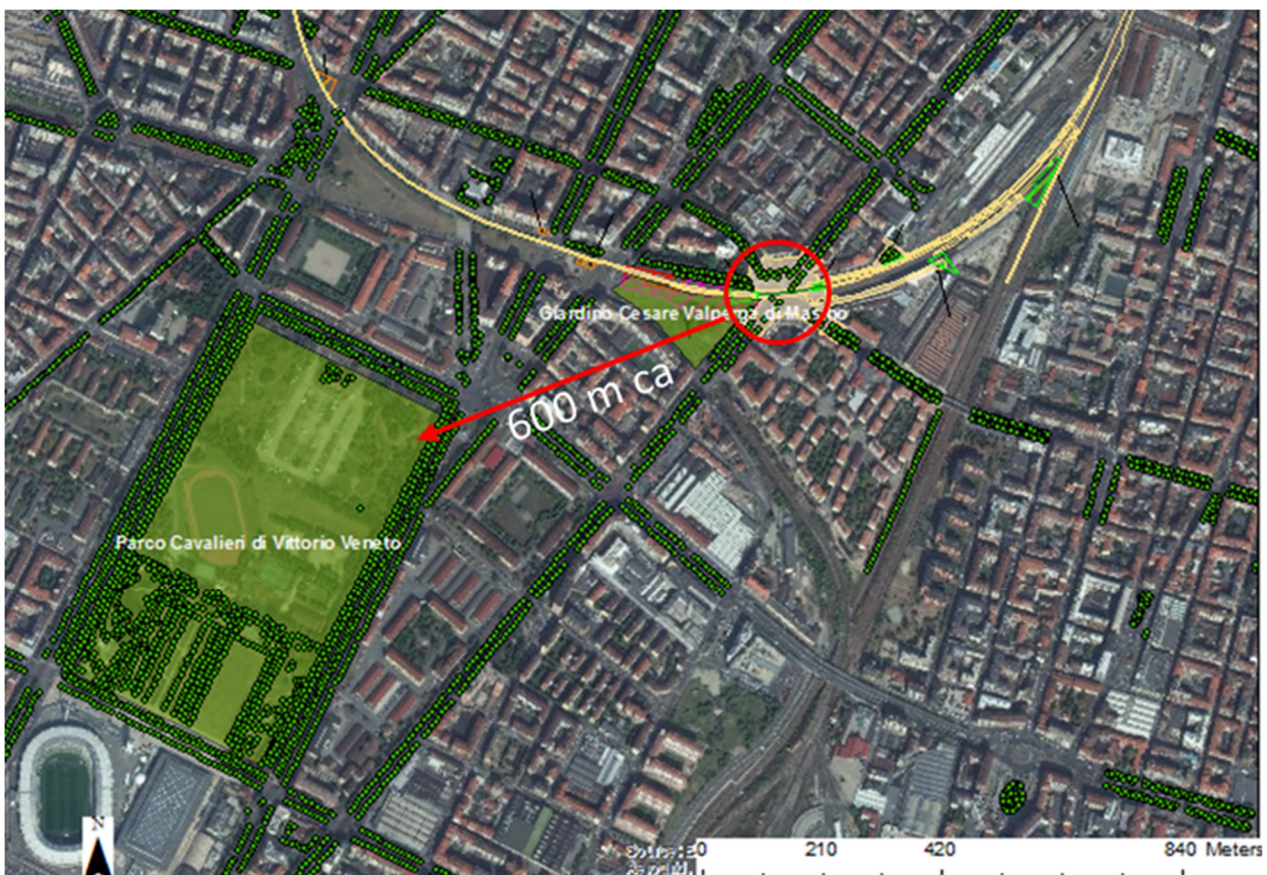 Giardino Cesare Valperga di Masino
600 m ca
Parco Cavalieri di Vittorio Veneto
N
0 210 420 840 Meters